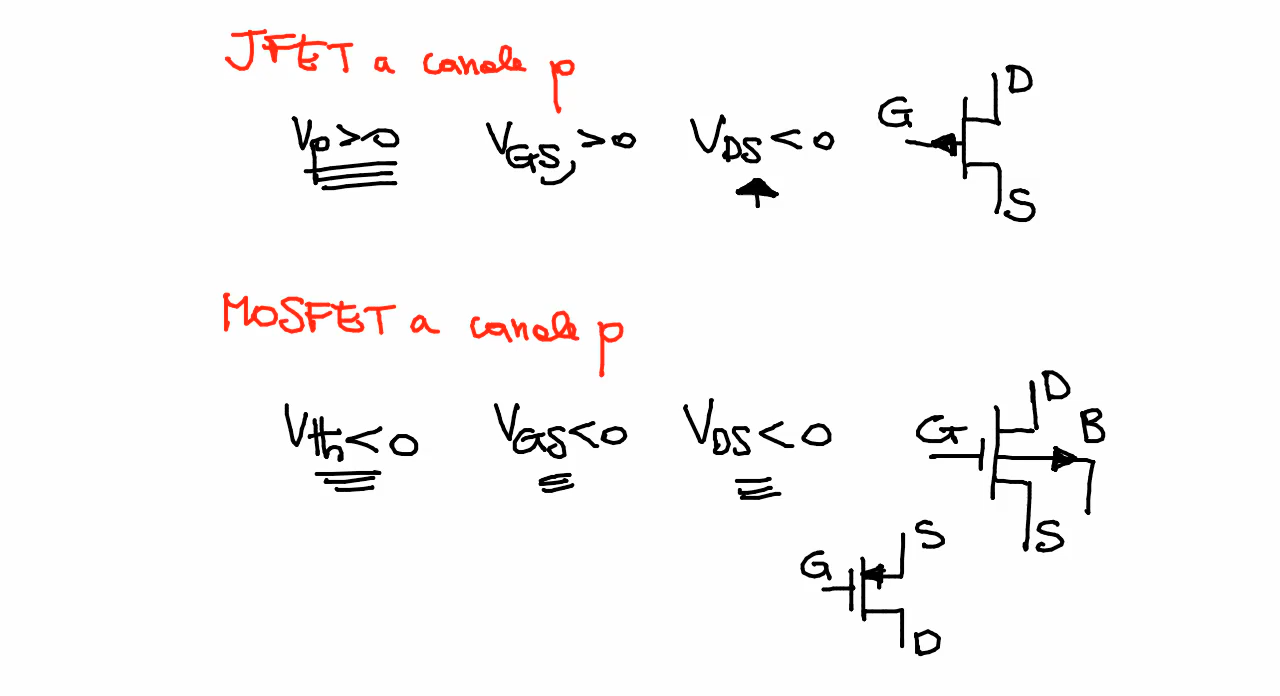 JFET a canale p
Vp>0 VGS>0 VDS<0
G
D
S
MOSFET a canale p
Vth<0 VGS<0 VDS<0
G
D
B
S
G
S
D